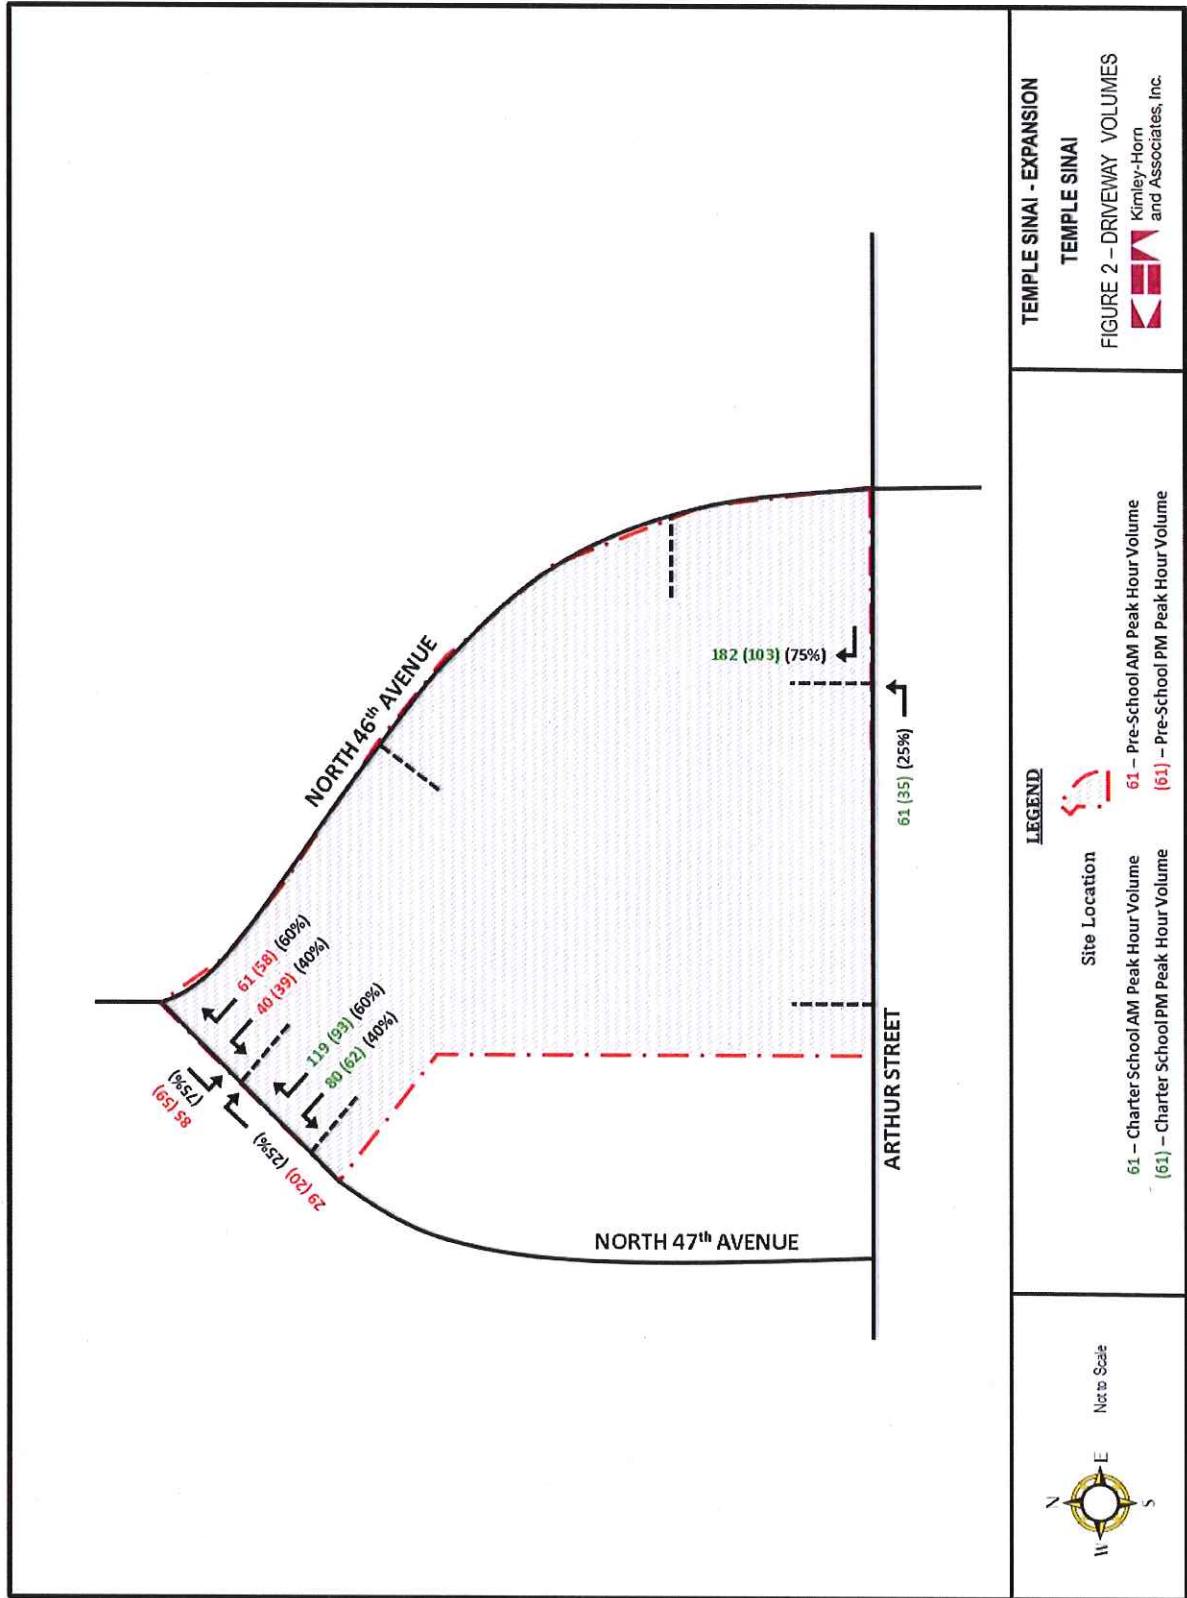 61 (58) (60%)
40 (39) (40%)
119 (93) (60%)
80 (62) (40%)
85 (59)
(75%)
29 (20) (25%)
NORTH 46th AVENUE
182 (103) (75%)
61 (35) (25%)
ARTHUR STREET
NORTH 47th AVENUE
N
W
E
S
Not to Scale
LEGEND
Site Location
61 – Charter School AM Peak Hour Volume
(61) – Charter School PM Peak Hour Volume
61 – Pre-School AM Peak Hour Volume
(61) – Pre-School PM Peak Hour Volume
TEMPLE SINAI - EXPANSION
TEMPLE SINAI
FIGURE 2 – DRIVEWAY VOLUMES
Kimley-Horn
and Associates, Inc.